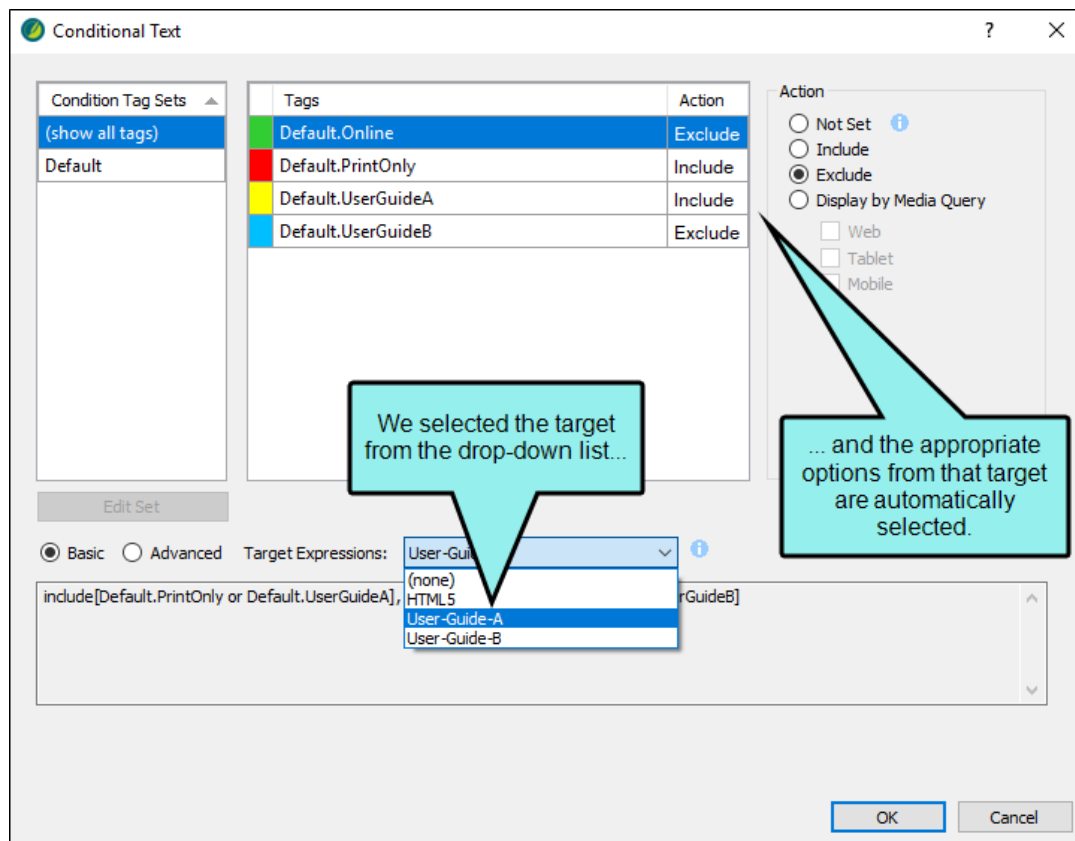 Conditional Text
?
Condition Tag Sets
(show all tags)
Default
Tags Action
Default.Online Exclude
Default.PrintOnly Include
Default.UserGuideA Include
Default.UserGuideB Exclude
Action
Not Set
Include
Exclude
Display by Media Query
Web
Tablet
Mobile
We selected the target
from the drop-down list...
... and the appropriate
options from that target
are automatically
selected.
Edit Set
Basic Advanced Target Expressions:
(none)
HTML5
User-Guide-A
User-Guide-B
include[Default.PrintOnly or Default.UserGuideA],
OK Cancel